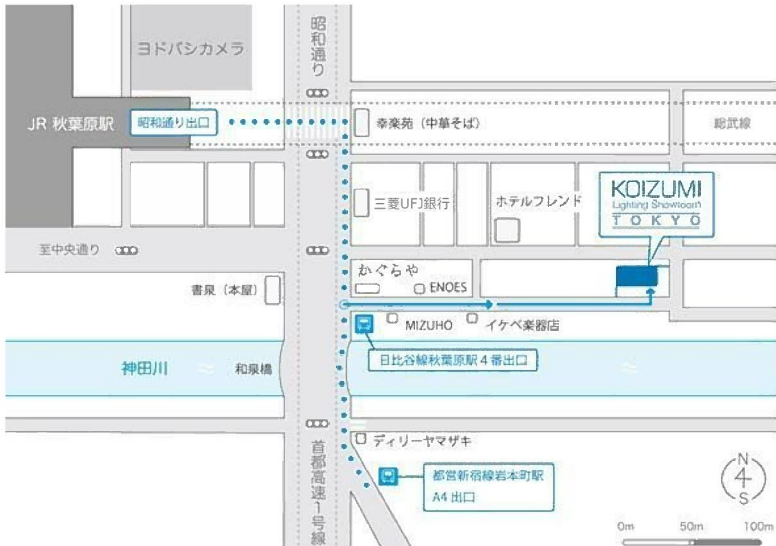 ヨドバシカメラ
昭和通り
JR 秋葉原駅
昭和通り出口
幸楽苑（中華そば）
総武線
三菱UFJ銀行
ホテルフレンド
KOIZUMI
Lighting Showroom
TOKYO
至中央通り
かぐらや
ENOES
書泉（本屋）
MIZUHO
イケベ楽器店
日比谷線秋葉原駅4番出口
神田川
和泉橋
ディリーヤマザキ
首都高速1号線
都営新宿線岩本町駅
A4 出口
N
4
S
0m
50m
100m